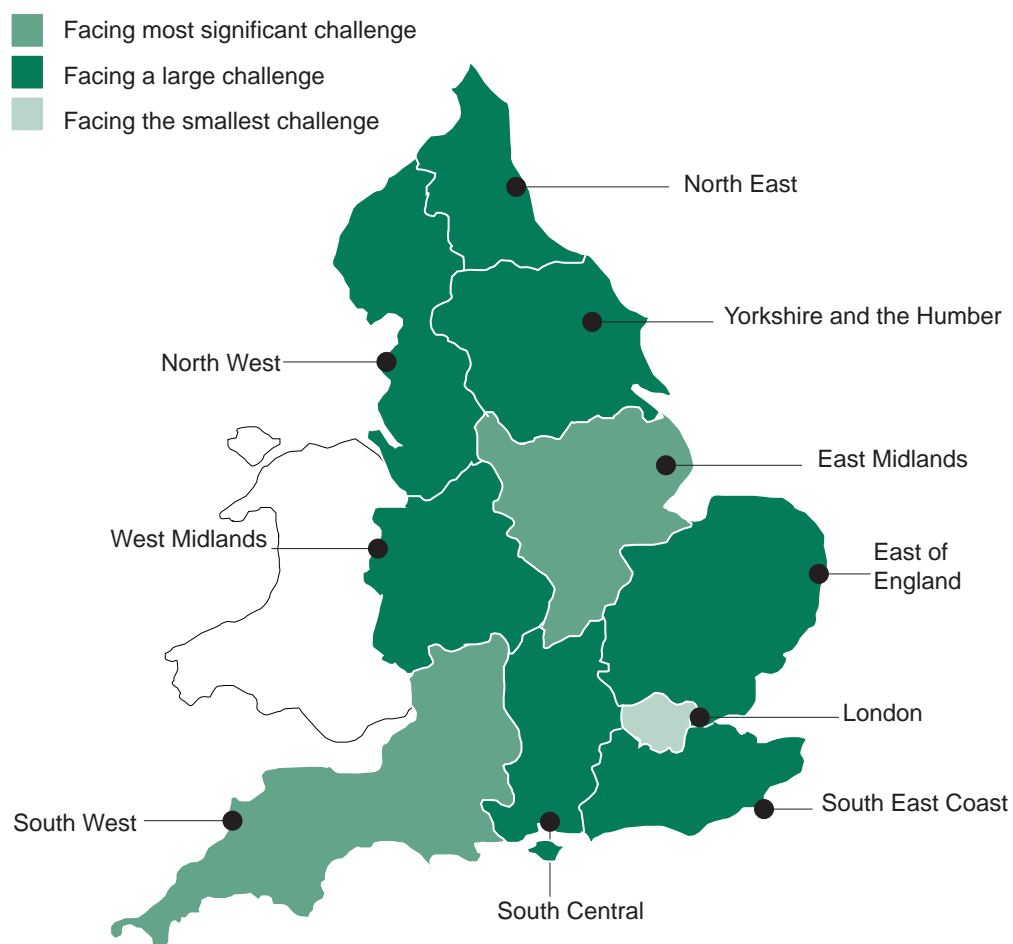 Facing most significant challenge
Facing a large challenge
Facing the smallest challenge
North East
Yorkshire and the Humber
North West
East Midlands
West Midlands
East of
England
London
South East Coast
South West
South Central